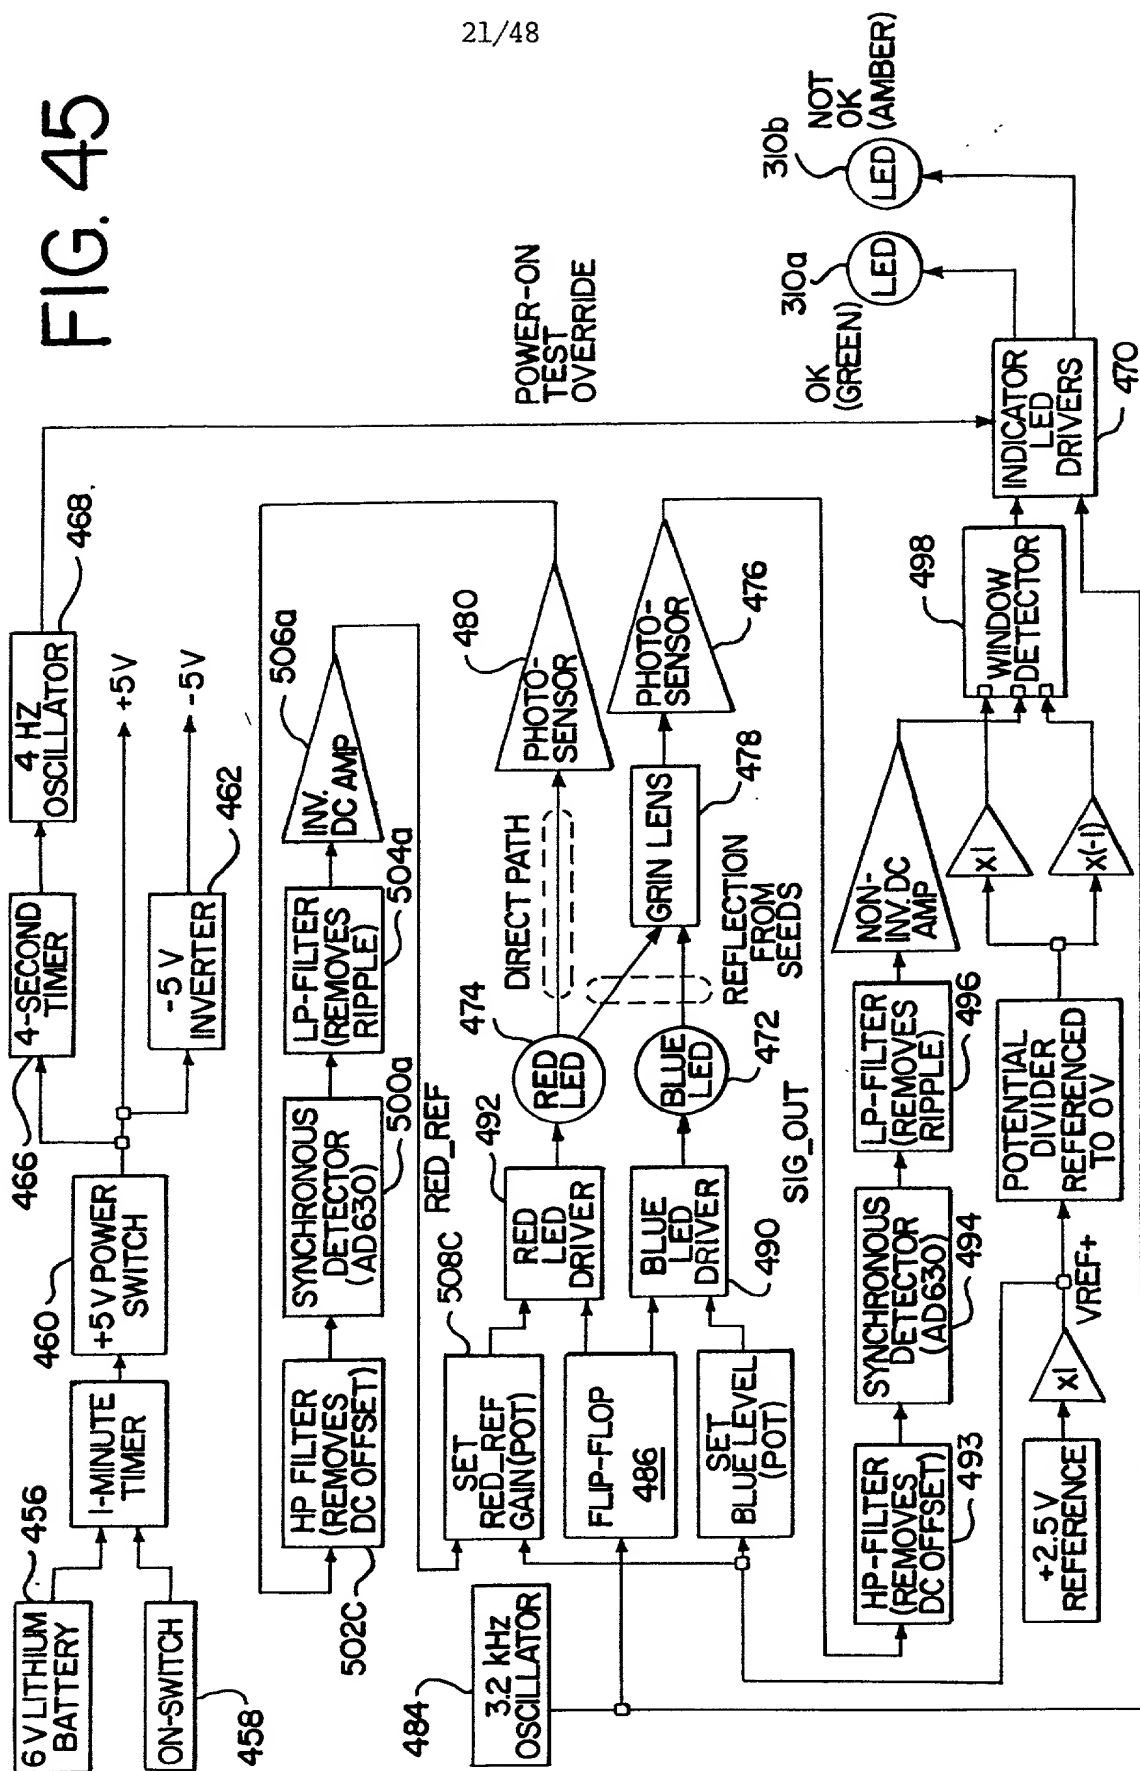 21/48
FIG. 45
6 V LITHIUM
BATTERY
456
ON-SWITCH
458
1-MINUTE
TIMER
460
+5 V POWER
SWITCH
466
4-SECOND
TIMER
-5 V
INVERTER
462
4 HZ
OSCILLATOR
468
+5V
-5V
HP FILTER
(REMOVES
DC OFFSET)
502C
SYNCHRONOUS
DETECTOR
(AD630)
500a
LP-FILTER
(REMOVES
RIPPLE)
504a
INV.
DC AMP
506a
RED_REF
484
3.2 kHz
OSCILLATOR
508C
SET
RED_REF
GAIN(POT)
FLIP-FLOP
486
SET
BLUE LEVEL
(POT)
492
RED
LED
DRIVER
BLUE
LED
DRIVER
490
474
RED
LED
BLUE
LED
472
DIRECT PATH
REFLECTION
FROM
SEEDS
GRIN LENS
478
480
PHOTO-
SENSOR
PHOTO-
SENSOR
476
POWER-ON
TEST
OVERRIDE
SIG_OUT
HP-FILTER
(REMOVES
DC OFFSET)
493
SYNCHRONOUS
DETECTOR
(AD630)
494
LP-FILTER
(REMOVES
RIPPLE)
496
NON-
INV. DC
AMP
+2.5 V
REFERENCE
X1
VREF+
POTENTIAL
DIVIDER
REFERENCED
TO 0V
X1
X(-1)
498
WINDOW
DETECTOR
INDICATOR
LED
DRIVERS
470
OK
(GREEN)
310a
LED
310b
LED
NOT
OK
(AMBER)